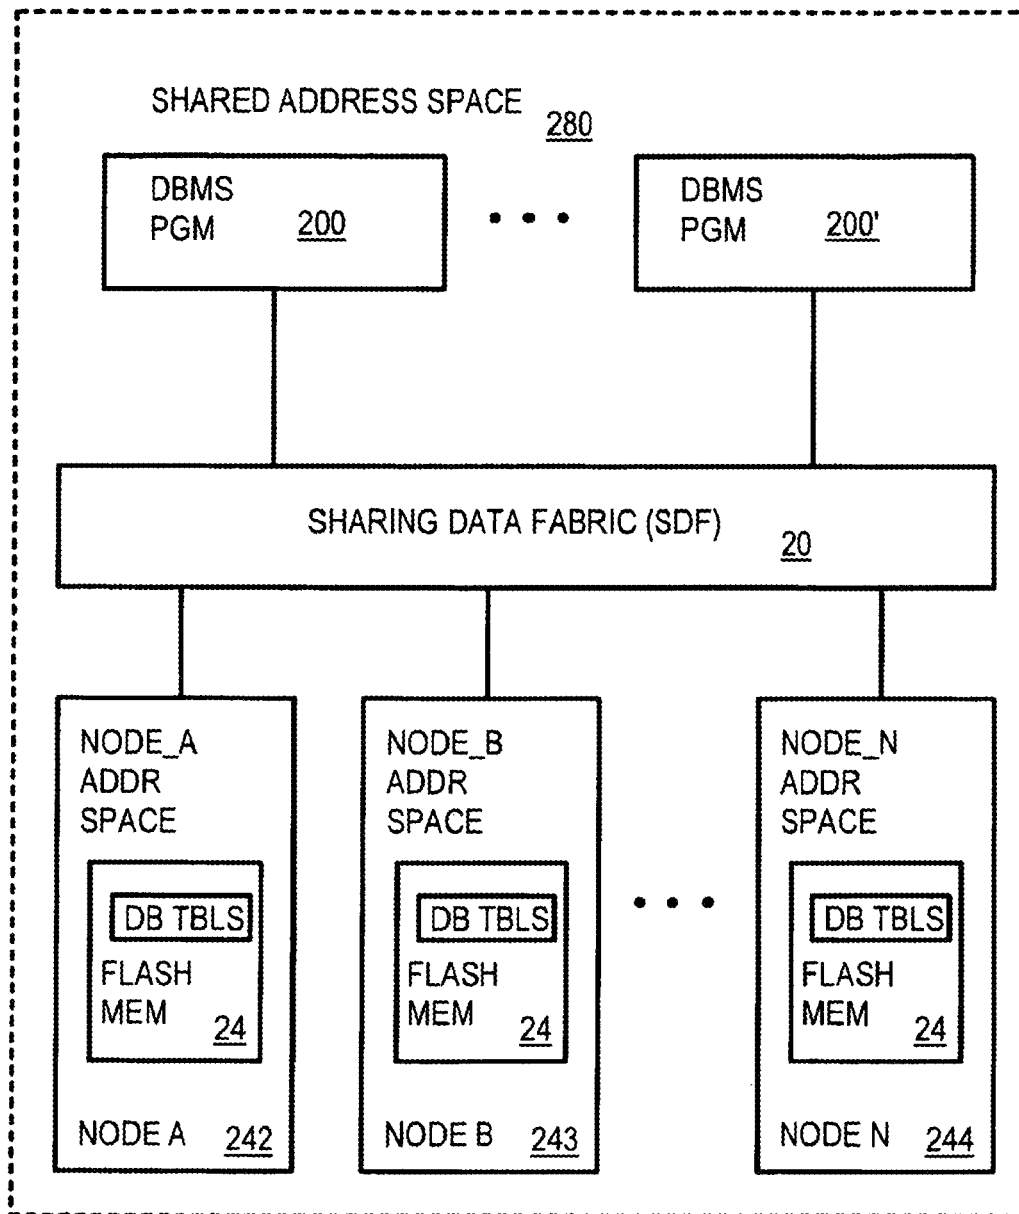 SHARED ADDRESS SPACE 280
DBMS
PGM 200
DBMS
PGM 200'
SHARING DATA FABRIC (SDF) 20
NODE_A
ADDR
SPACE
DB TBLS
FLASH
MEM 24
NODE A 242
NODE_B
ADDR
SPACE
DB TBLS
FLASH
MEM 24
NODE B 243
NODE_N
ADDR
SPACE
DB TBLS
FLASH
MEM 24
NODE N 244